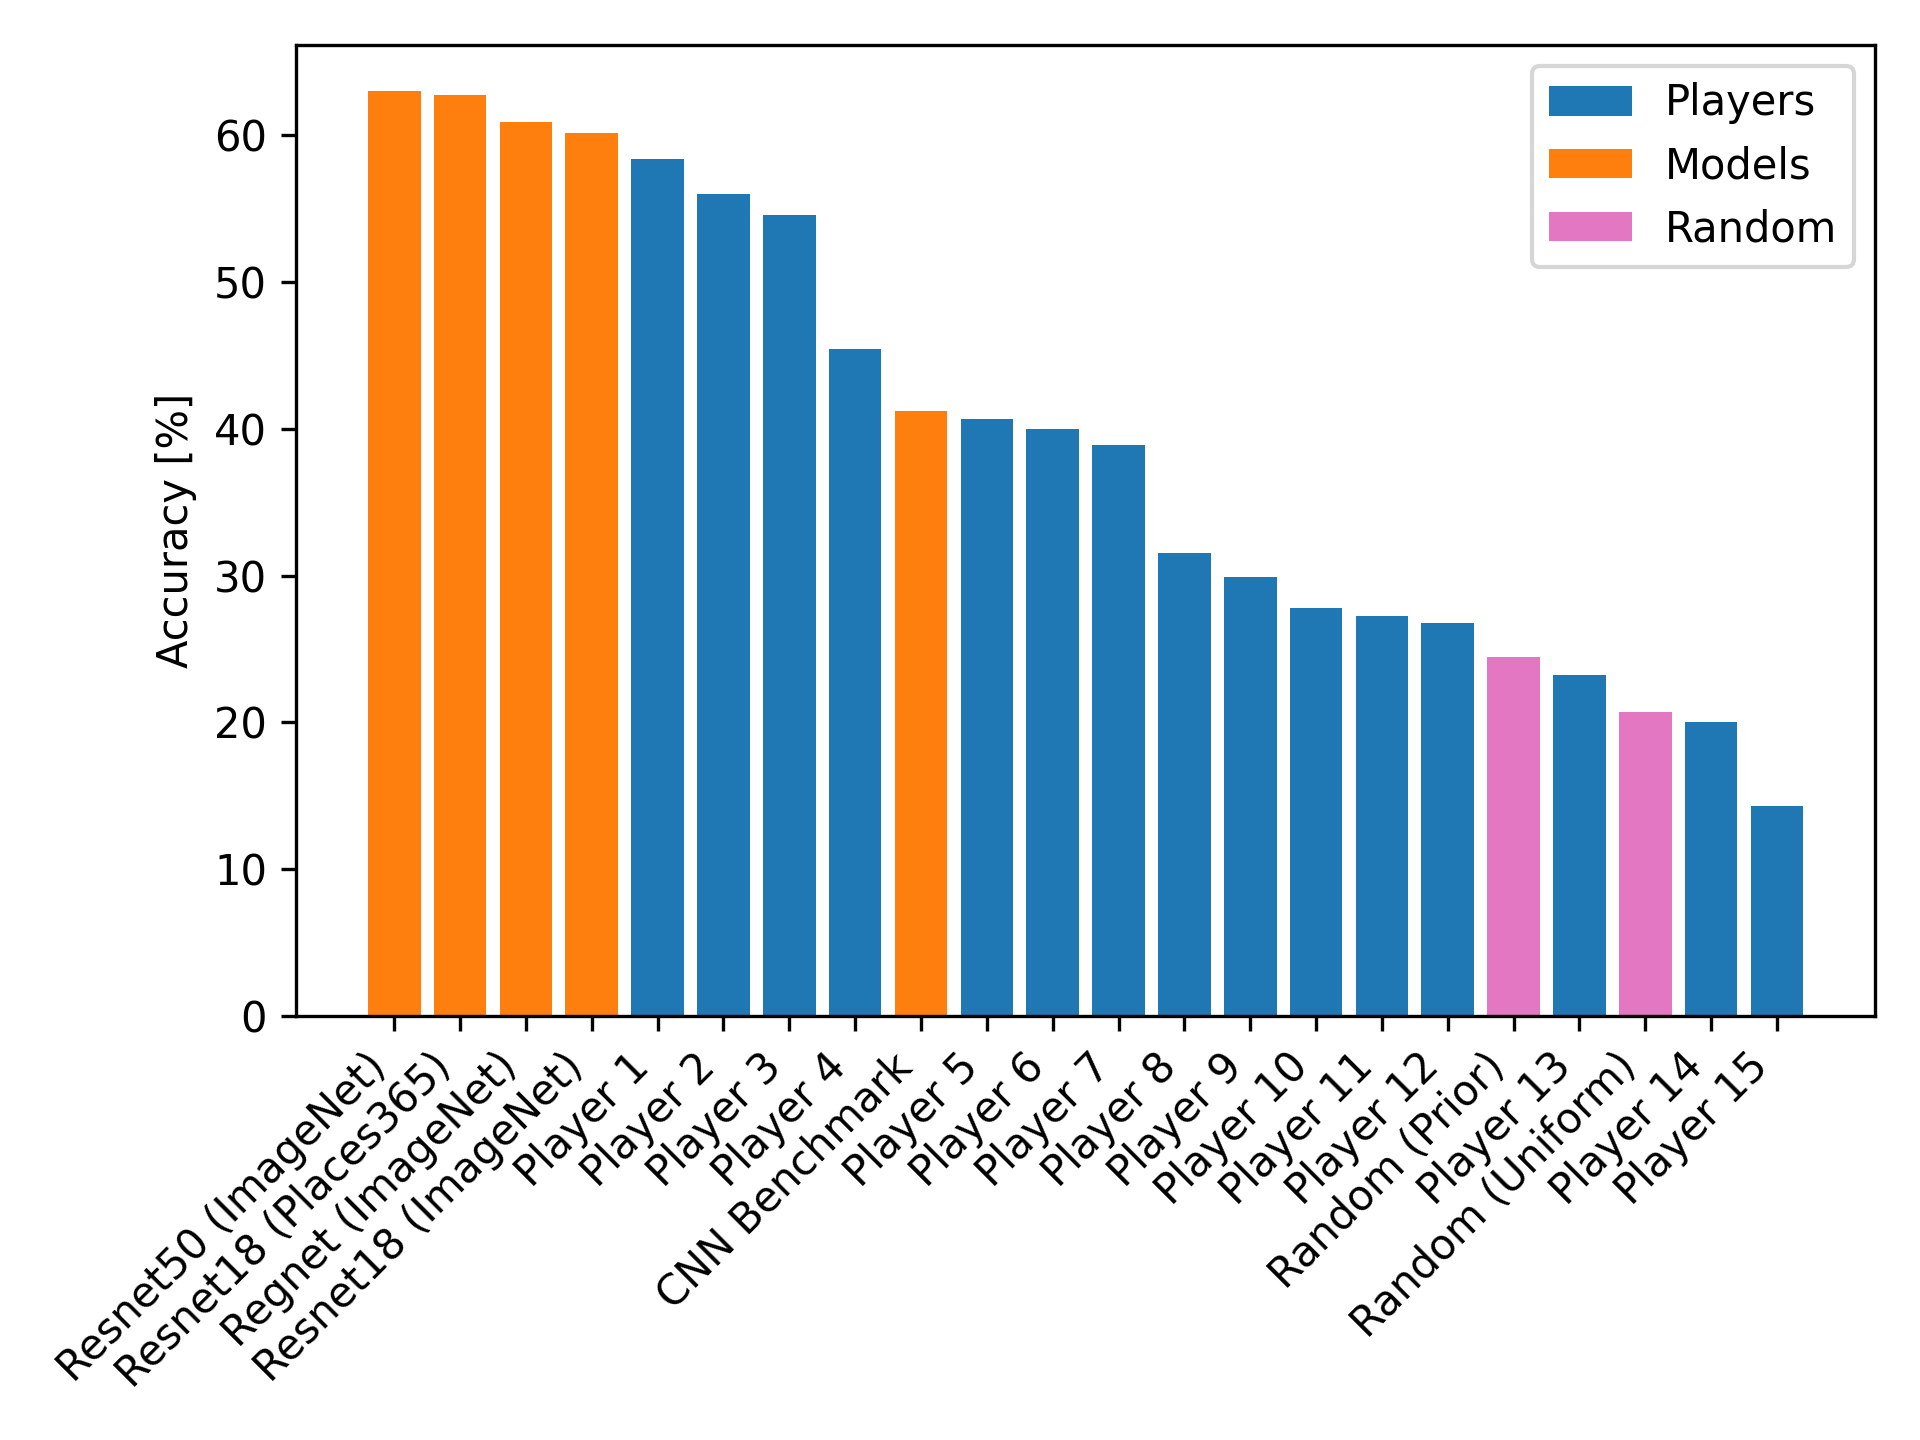 Players
Models
Random
Accuracy [%]
60
50
40
30
20
10
0
Resnet50 (ImageNet)
Resnet18 (Places365)
Regnet (ImageNet)
Resnet18 (ImageNet)
Player 1
Player 2
Player 3
Player 4
CNN Benchmark
Player 5
Player 6
Player 7
Player 8
Player 9
Player 10
Player 11
Player 12
Random (Prior)
Player 13
Random (Uniform)
Player 14
Player 15